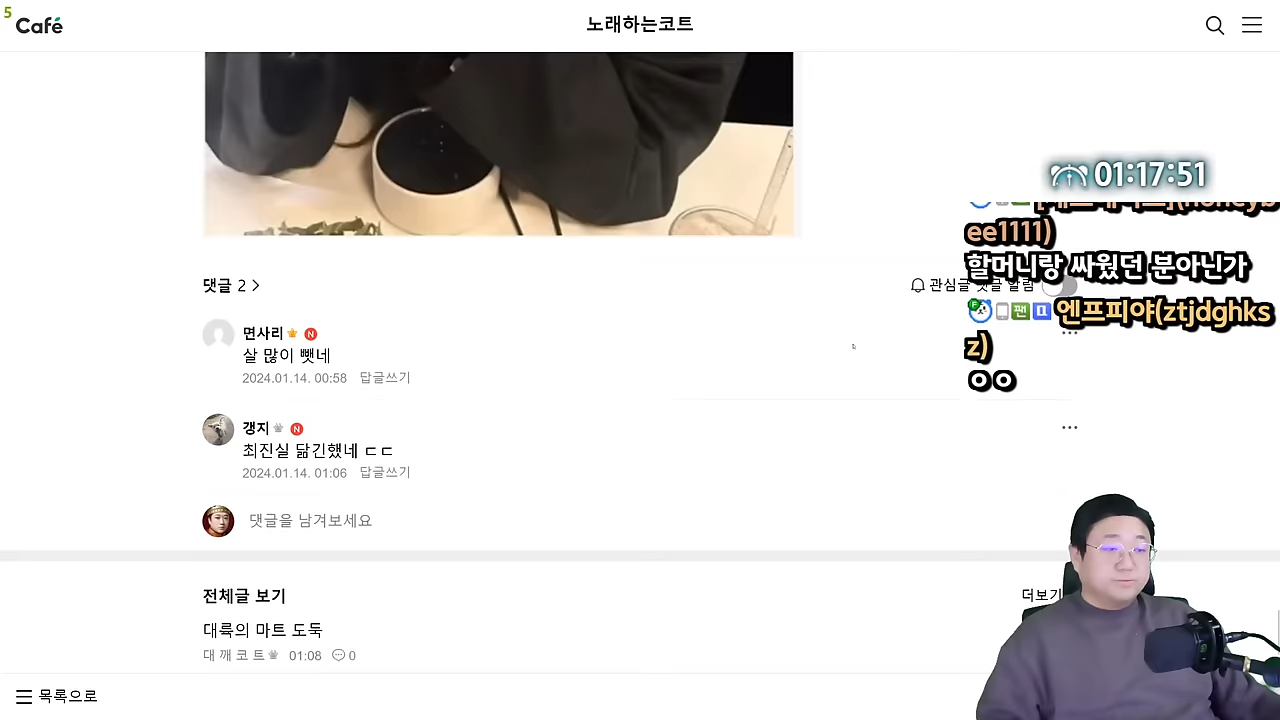 5
Café
노래하는코트
01:17:51
ee1111)
할머니랑 싸웠던 분아닌가
댓글 2
관심글 댓글 알림
F 팬 엔프피야(ztjdghks
z)
ㅇㅇ
면사리 N
살 많이 뺏네
2024.01.14. 00:58 답글쓰기
갱지 N
최진실 닮긴했네 ㄷㄷ
2024.01.14. 01:06 답글쓰기
댓글을 남겨보세요
전체글 보기
더보기
대륙의 마트 도둑
대 깨 코 트 01:08 0
목록으로